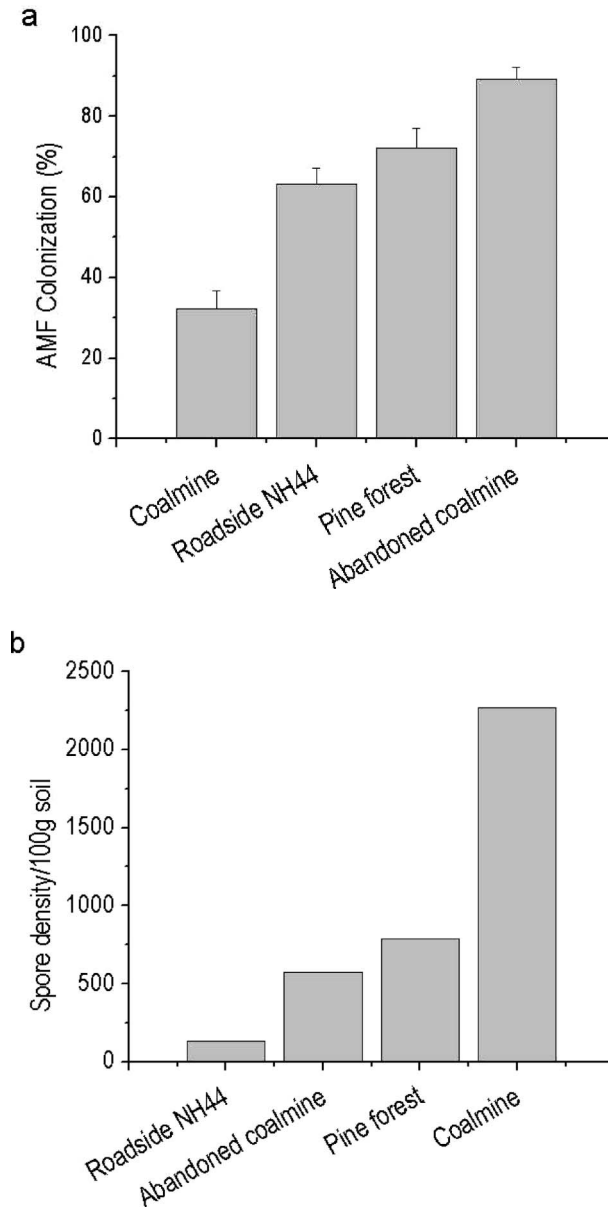 a
AMF Colonization (%)
100
80
60
40
20
0
Coalmine
Roadside NH44
Pine forest
Abandoned coalmine
b
Spore density/100g soil
2500
2000
1500
1000
500
0
Roadside NH44
Abandoned coalmine
Pine forest
Coalmine